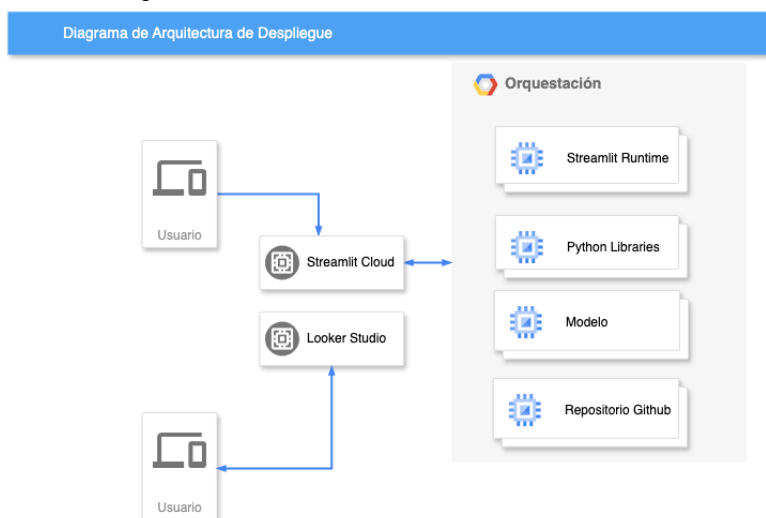 Diagrama de Arquitectura de Despliegue
Orquestación
Streamlit Runtime
Usuario
Python Libraries
Streamlit Cloud
Modelo
Looker Studio
Repositorio Github
Usuario